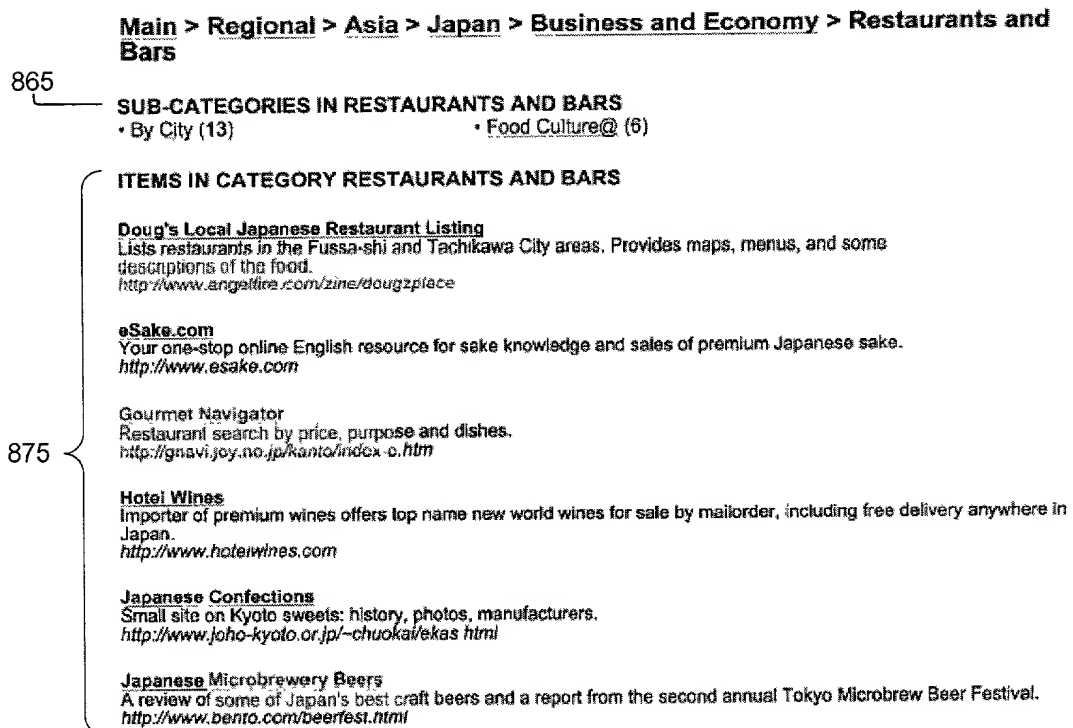 Main > Regional > Asia > Japan > Business and Economy > Restaurants and
Bars
865
SUB-CATEGORIES IN RESTAURANTS AND BARS
• By City (13) • Food Culture@ (6)
ITEMS IN CATEGORY RESTAURANTS AND BARS
Doug's Local Japanese Restaurant Listing
Lists restaurants in the Fussa-shi and Tachikawa City areas. Provides maps, menus, and some
descriptions of the food.
http://www.angelfire.com/zine/dougzplace
eSake.com
Your one-stop online English resource for sake knowledge and sales of premium Japanese sake.
http://www.esake.com
Gourmet Navigator
Restaurant search by price, purpose and dishes.
http://gnavi.joy.no.jp/kanto/index-c.htm
875
Hotel Wines
Importer of premium wines offers top name new world wines for sale by mailorder, including free delivery anywhere in
Japan.
http://www.hotelwines.com
Japanese Confections
Small site on Kyoto sweets: history, photos, manufacturers.
http://www.joho-kyoto.or.jp/~chuokai/ekas html
Japanese Microbrewery Beers
A review of some of Japan's best craft beers and a report from the second annual Tokyo Microbrew Beer Festival.
http://www.bento.com/beerfest.html